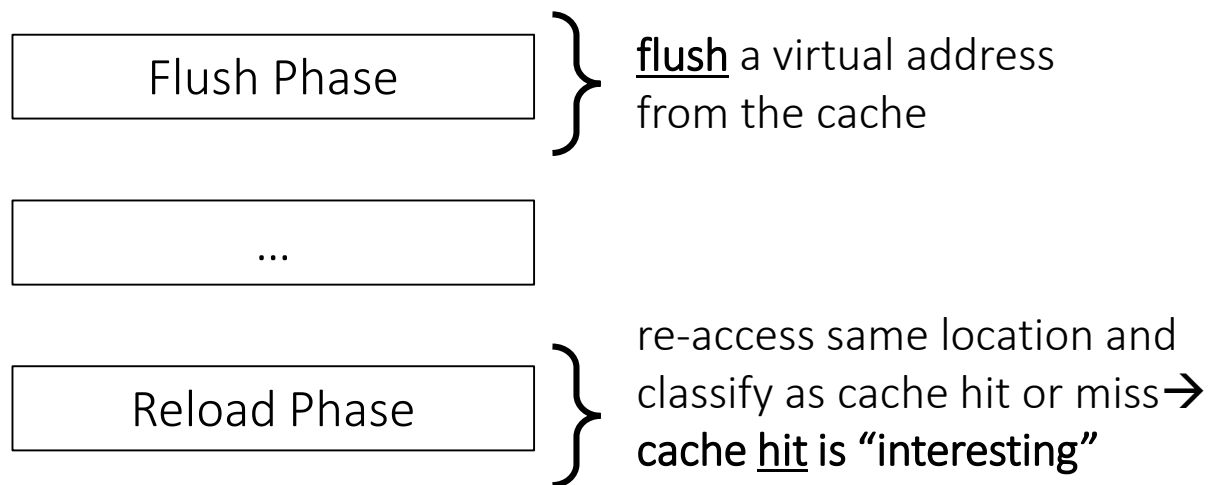 Flush Phase
flush a virtual address
from the cache
...
Reload Phase
re-access same location and
classify as cache hit or miss→
cache hit is “interesting”